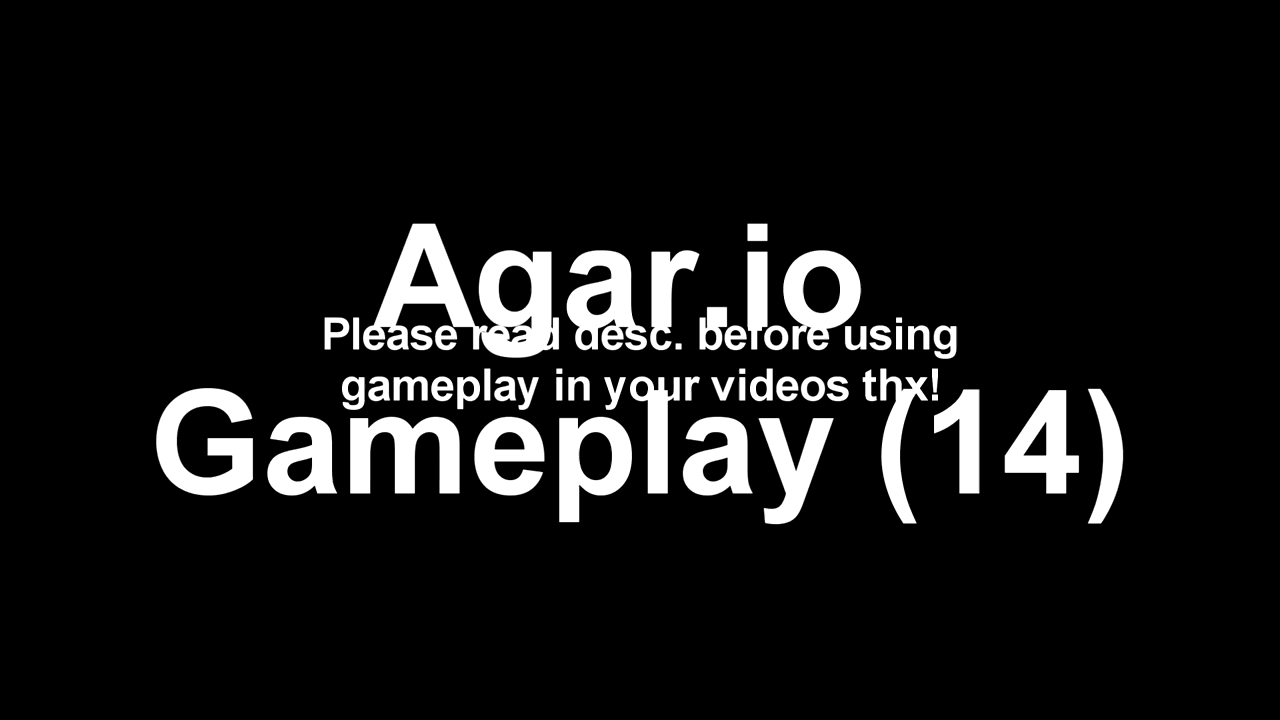 Agar.io
Please read desc. before using
gameplay in your videos thx!
Gameplay (14)